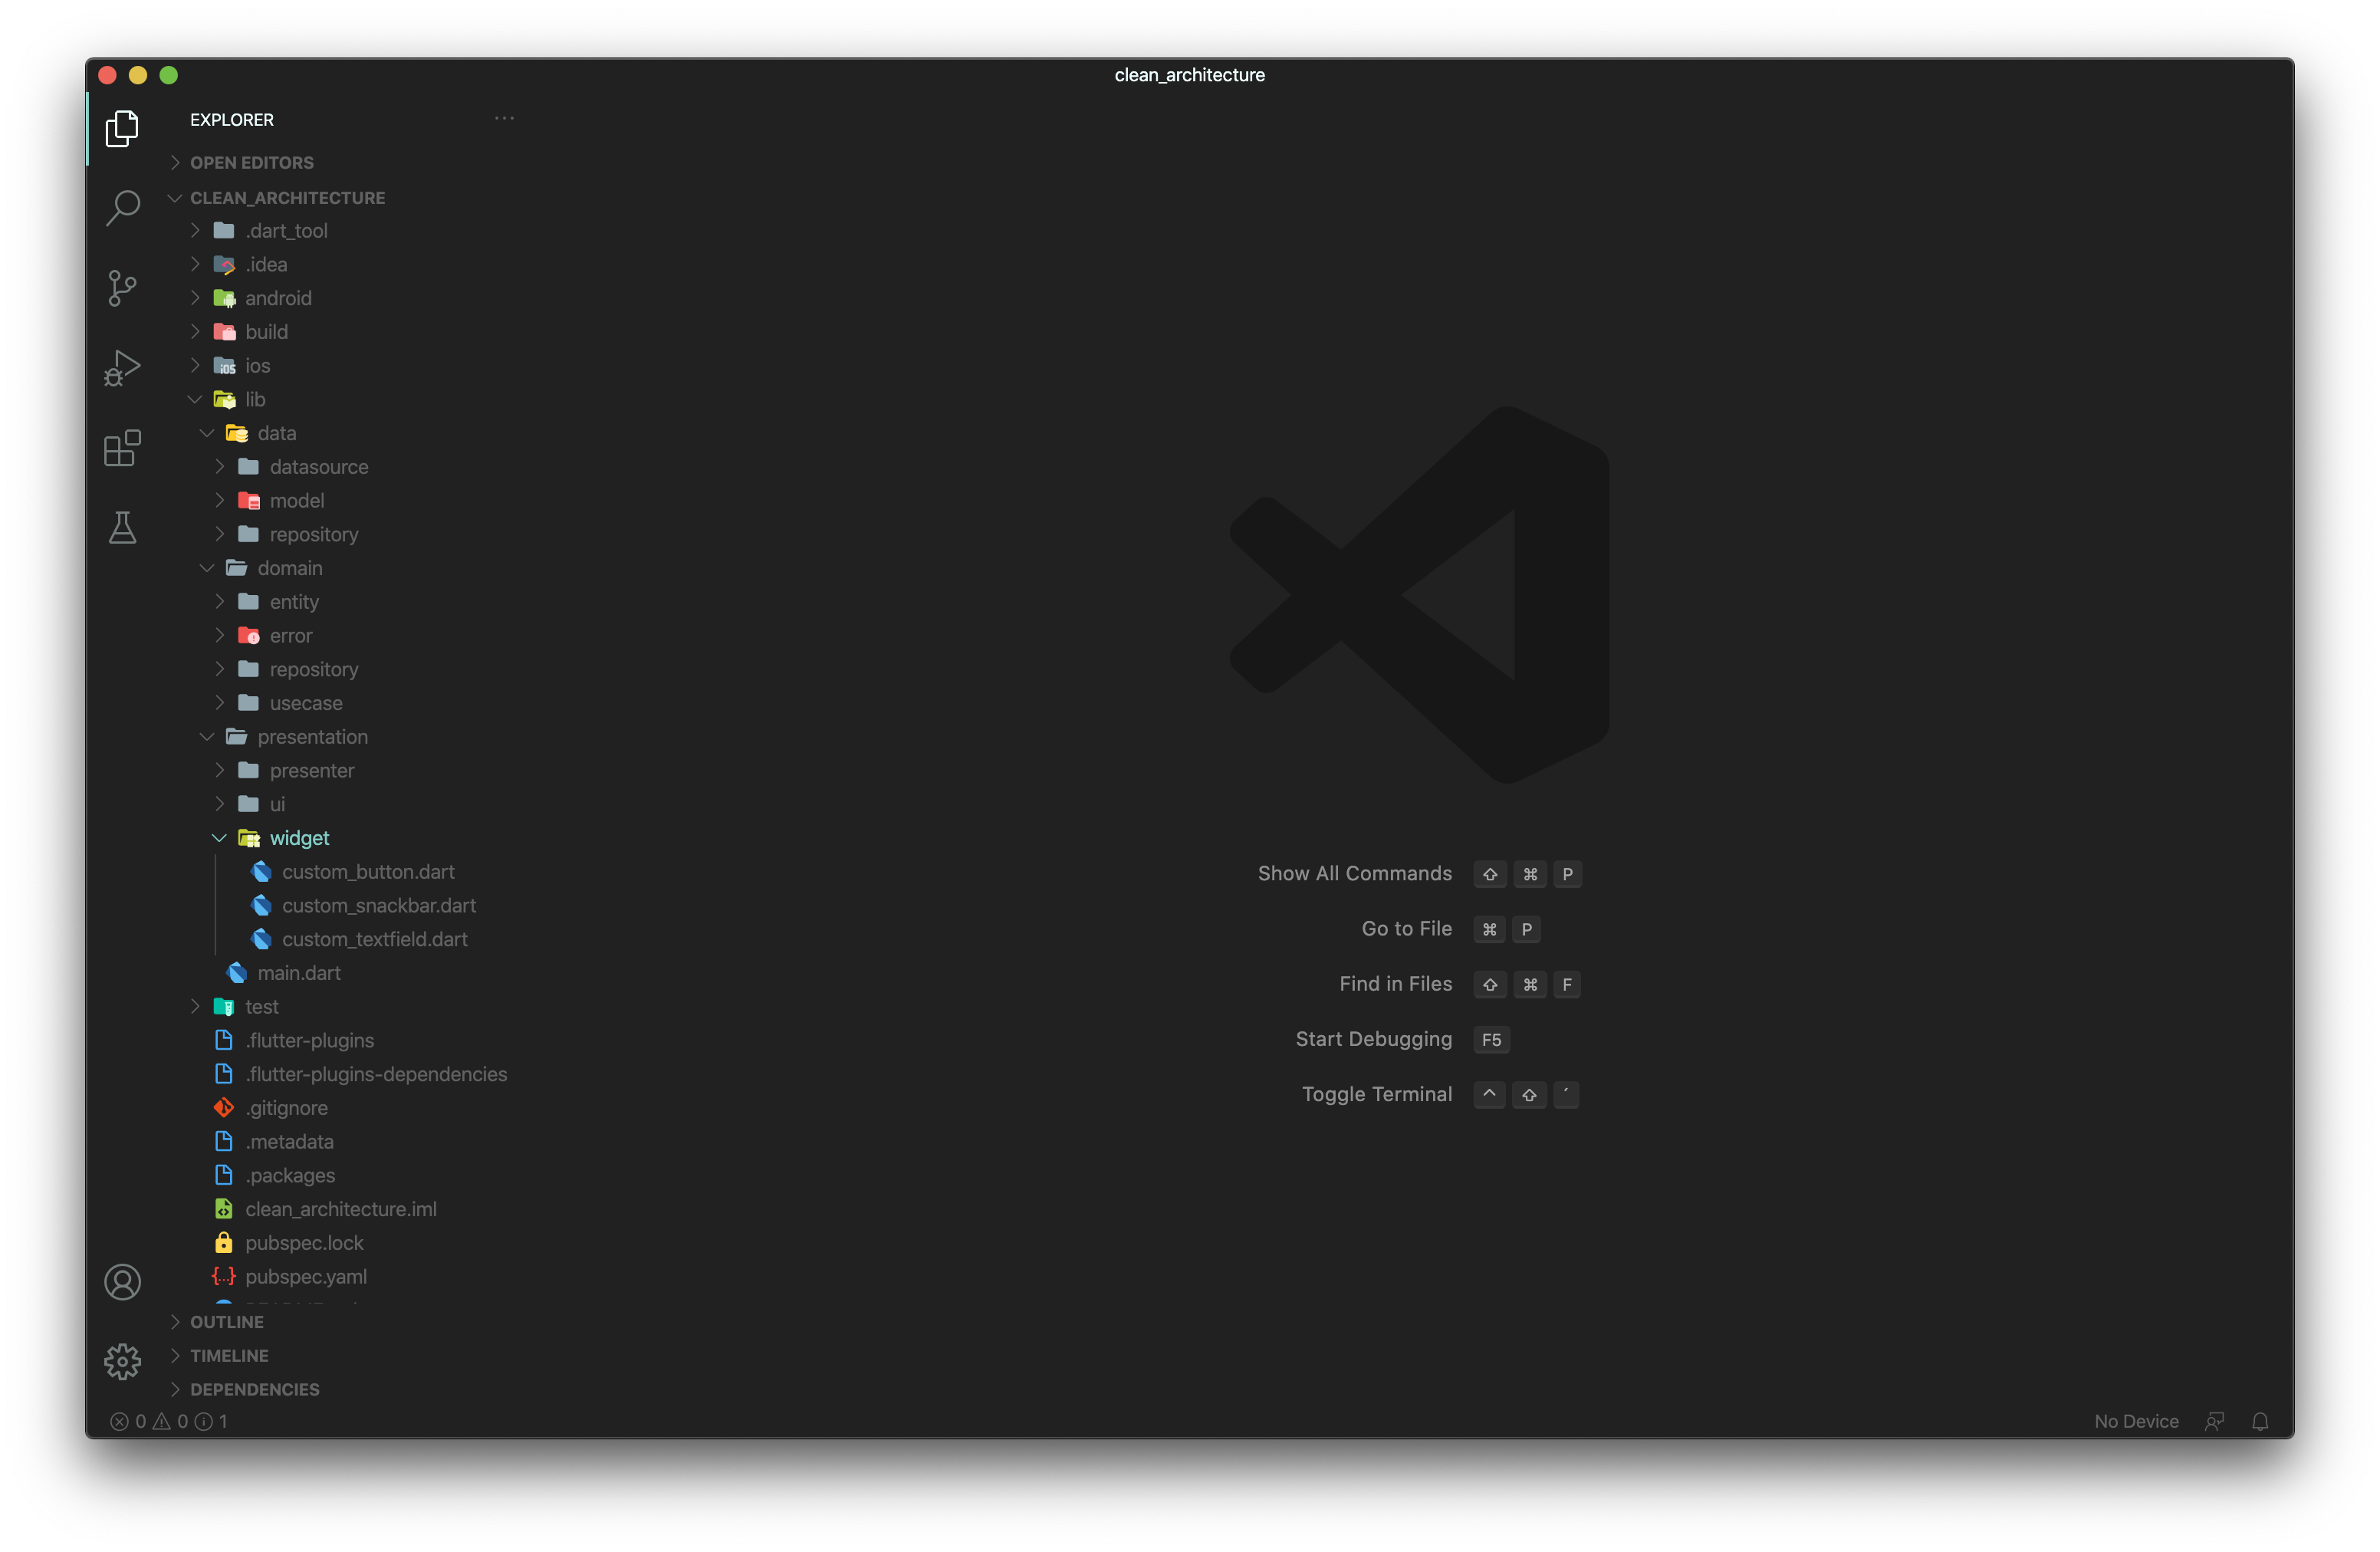 clean_architecture
EXPLORER
OPEN EDITORS
CLEAN_ARCHITECTURE
.dart_tool
.idea
android
build
ios
lib
data
datasource
model
repository
domain
entity
error
repository
usecase
presentation
presenter
ui
widget
custom_button.dart
custom_snackbar.dart
custom_textfield.dart
main.dart
test
.flutter-plugins
.flutter-plugins-dependencies
.gitignore
.metadata
.packages
clean_architecture.iml
pubspec.lock
pubspec.yaml
OUTLINE
TIMELINE
DEPENDENCIES
0 0 1
Show All Commands ⇧ ⌘ P
Go to File ⌘ P
Find in Files ⇧ ⌘ F
Start Debugging F5
Toggle Terminal ^ ⇧ ´
No Device